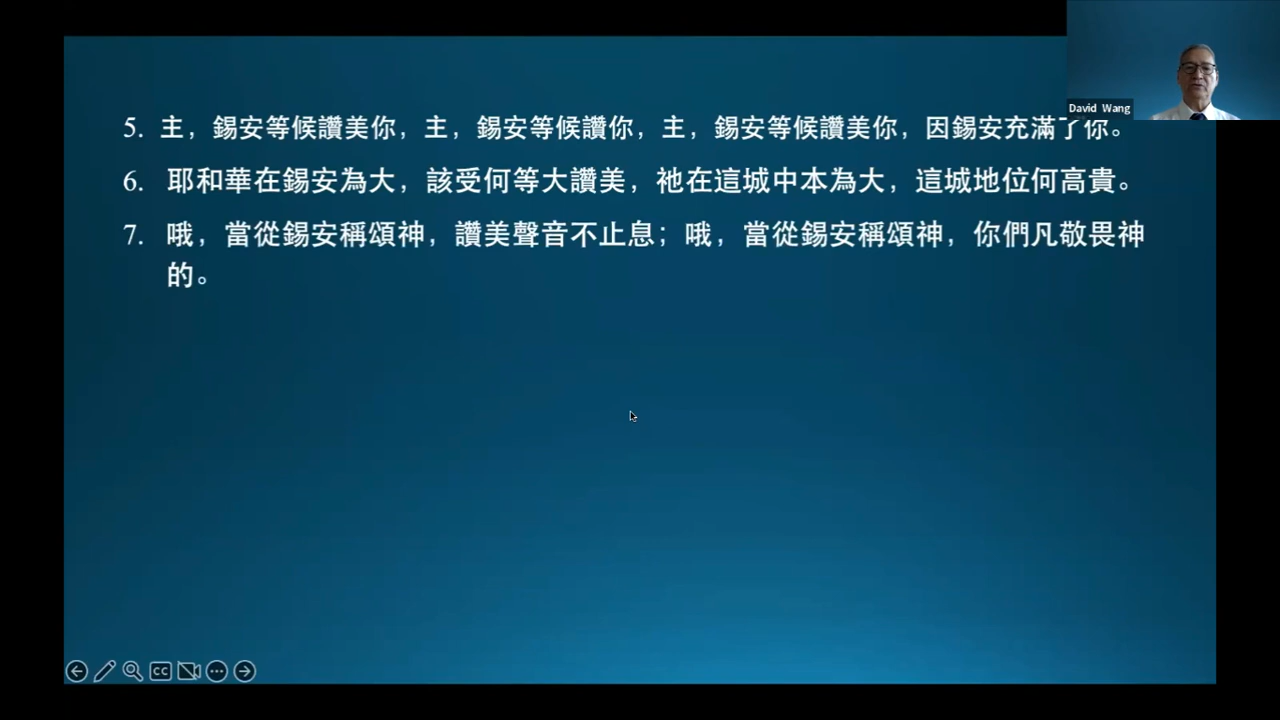 David Wang
5. 主，錫安等候讚美你，主，錫安等候讚你，主，錫安等候讚美你，因錫安充滿了你。
6. 耶和華在錫安為大，該受何等大讚美，祂在這城中本為大，這城地位何高貴。
7. 哦，當從錫安稱頌神，讚美聲音不止息；哦，當從錫安稱頌神，你們凡敬畏神
的。
CC